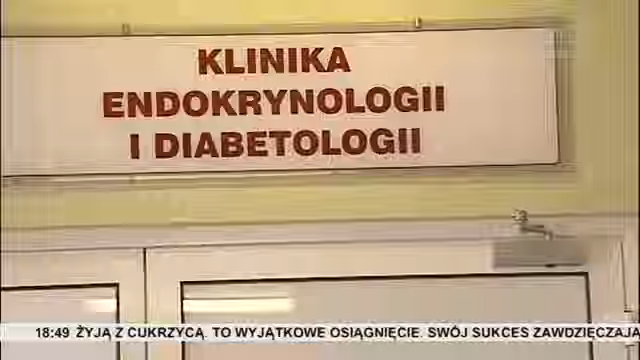 KLINIKA
ENDOKRYNOLOGII
I DIABETOLOGII
18:49 ŻYJĄ Z CUKRZYCĄ. TO WYJĄTKOWE OSIĄGNIĘCIE. SWÓJ SUKCES ZAWDZIĘCZAJĄ